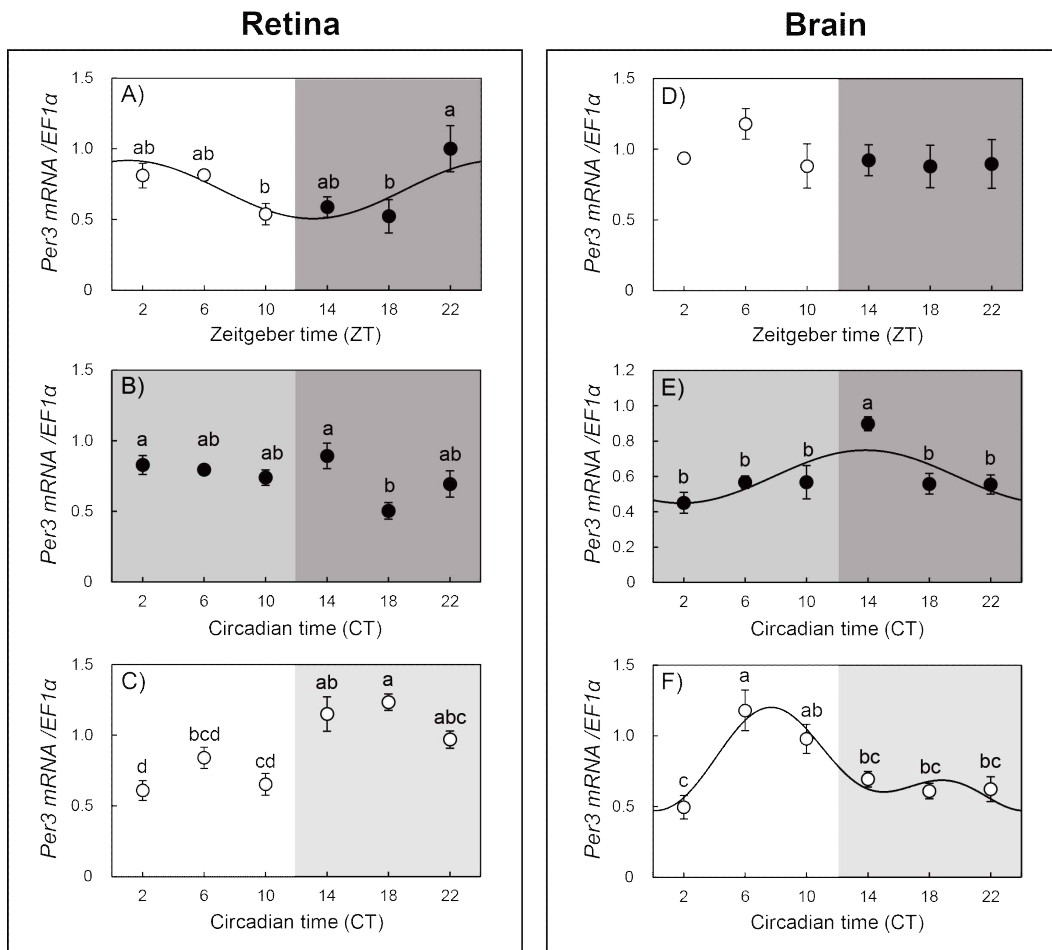 Retina
A)
Per3 mRNA /EF1α
1.5
1.0
0.5
0
ab
ab
b
ab
b
a
2 6 10 14 18 22
Zeitgeber time (ZT)
B)
Per3 mRNA /EF1α
1.5
1.0
0.5
0
a
ab
ab
a
b
ab
2 6 10 14 18 22
Circadian time (CT)
C)
Per3 mRNA /EF1α
1.5
1.0
0.5
0
d
bcd
cd
ab
a
abc
2 6 10 14 18 22
Circadian time (CT)
Brain
D)
Per3 mRNA /EF1α
1.5
1.0
0.5
0
2 6 10 14 18 22
Zeitgeber time (ZT)
E)
Per3 mRNA /EF1α
1.2
1.0
0.8
0.6
0.4
0.2
0
b
b
b
a
b
b
2 6 10 14 18 22
Circadian time (CT)
F)
Per3 mRNA /EF1α
1.5
1.0
0.5
0
c
a
ab
bc
bc
bc
2 6 10 14 18 22
Circadian time (CT)